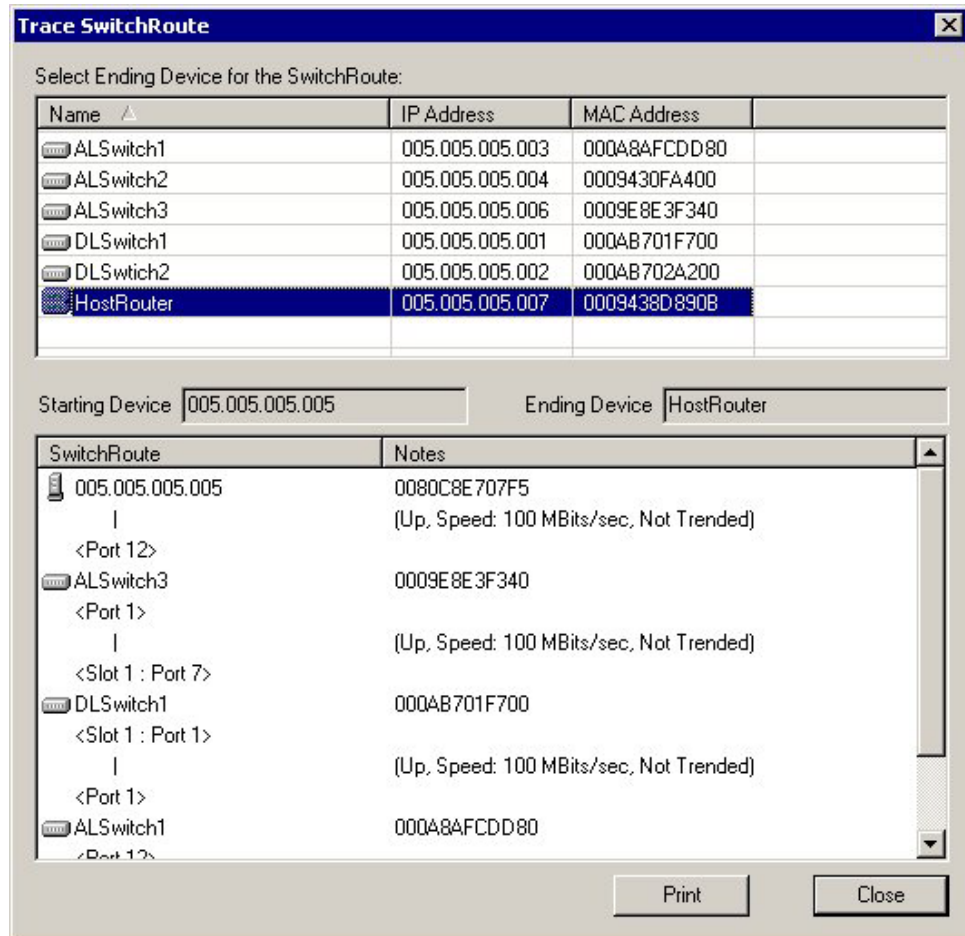 Trace SwitchRoute
Select Ending Device for the SwitchRoute:
Name IP Address MAC Address
ALSwitch1 005.005.005.003 000A8AFCDD80
ALSwitch2 005.005.005.004 0009430FA400
ALSwitch3 005.005.005.006 0009E8E3F340
DLSwitch1 005.005.005.001 000AB701F700
DLSwtich2 005.005.005.002 000AB702A200
HostRouter 005.005.005.007 0009438D890B
Starting Device 005.005.005.005 Ending Device HostRouter
SwitchRoute Notes
005.005.005.005 0080C8E707F5
| (Up, Speed: 100 MBits/sec, Not Trended)
<Port 12>
ALSwitch3 0009E8E3F340
<Port 1>
| (Up, Speed: 100 MBits/sec, Not Trended)
<Slot 1 : Port 7>
DLSwitch1 000AB701F700
<Slot 1 : Port 1>
| (Up, Speed: 100 MBits/sec, Not Trended)
<Port 1>
ALSwitch1 000A8AFCDD80
<Port 12>
Print Close